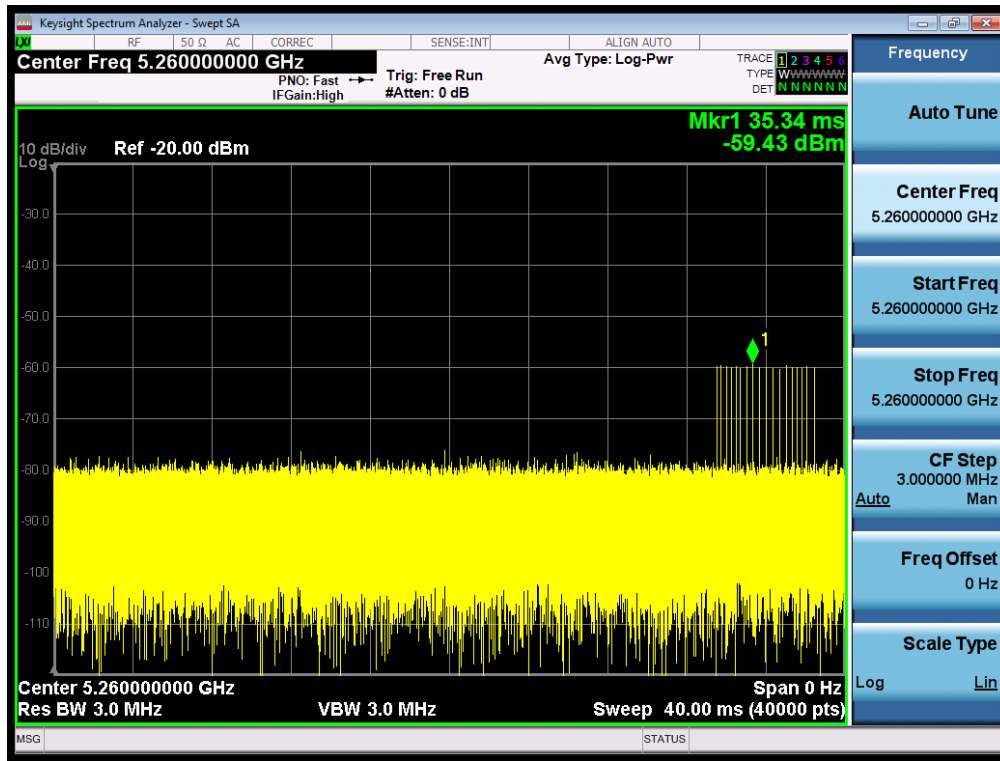 Keysight Spectrum Analyzer - Swept SA
LXI RF 50 Ω AC CORREC SENSE:INT ALIGN AUTO
Center Freq 5.260000000 GHz
PNO: Fast
IFGain:High
Trig: Free Run
#Atten: 0 dB
Avg Type: Log-Pwr
TRACE 1 2 3 4 5 6
TYPE WWWWWW
DET N N N N N N
Mkr1 35.34 ms
-59.43 dBm
10 dB/div Ref -20.00 dBm
Log
1
-30.0
-40.0
-50.0
-60.0
-70.0
-80.0
-90.0
-100
-110
Center 5.260000000 GHz Span 0 Hz
Res BW 3.0 MHz VBW 3.0 MHz Sweep 40.00 ms (40000 pts)
MSG STATUS
Frequency
Auto Tune
Center Freq
5.260000000 GHz
Start Freq
5.260000000 GHz
Stop Freq
5.260000000 GHz
CF Step
3.000000 MHz
Auto Man
Freq Offset
0 Hz
Scale Type
Log Lin